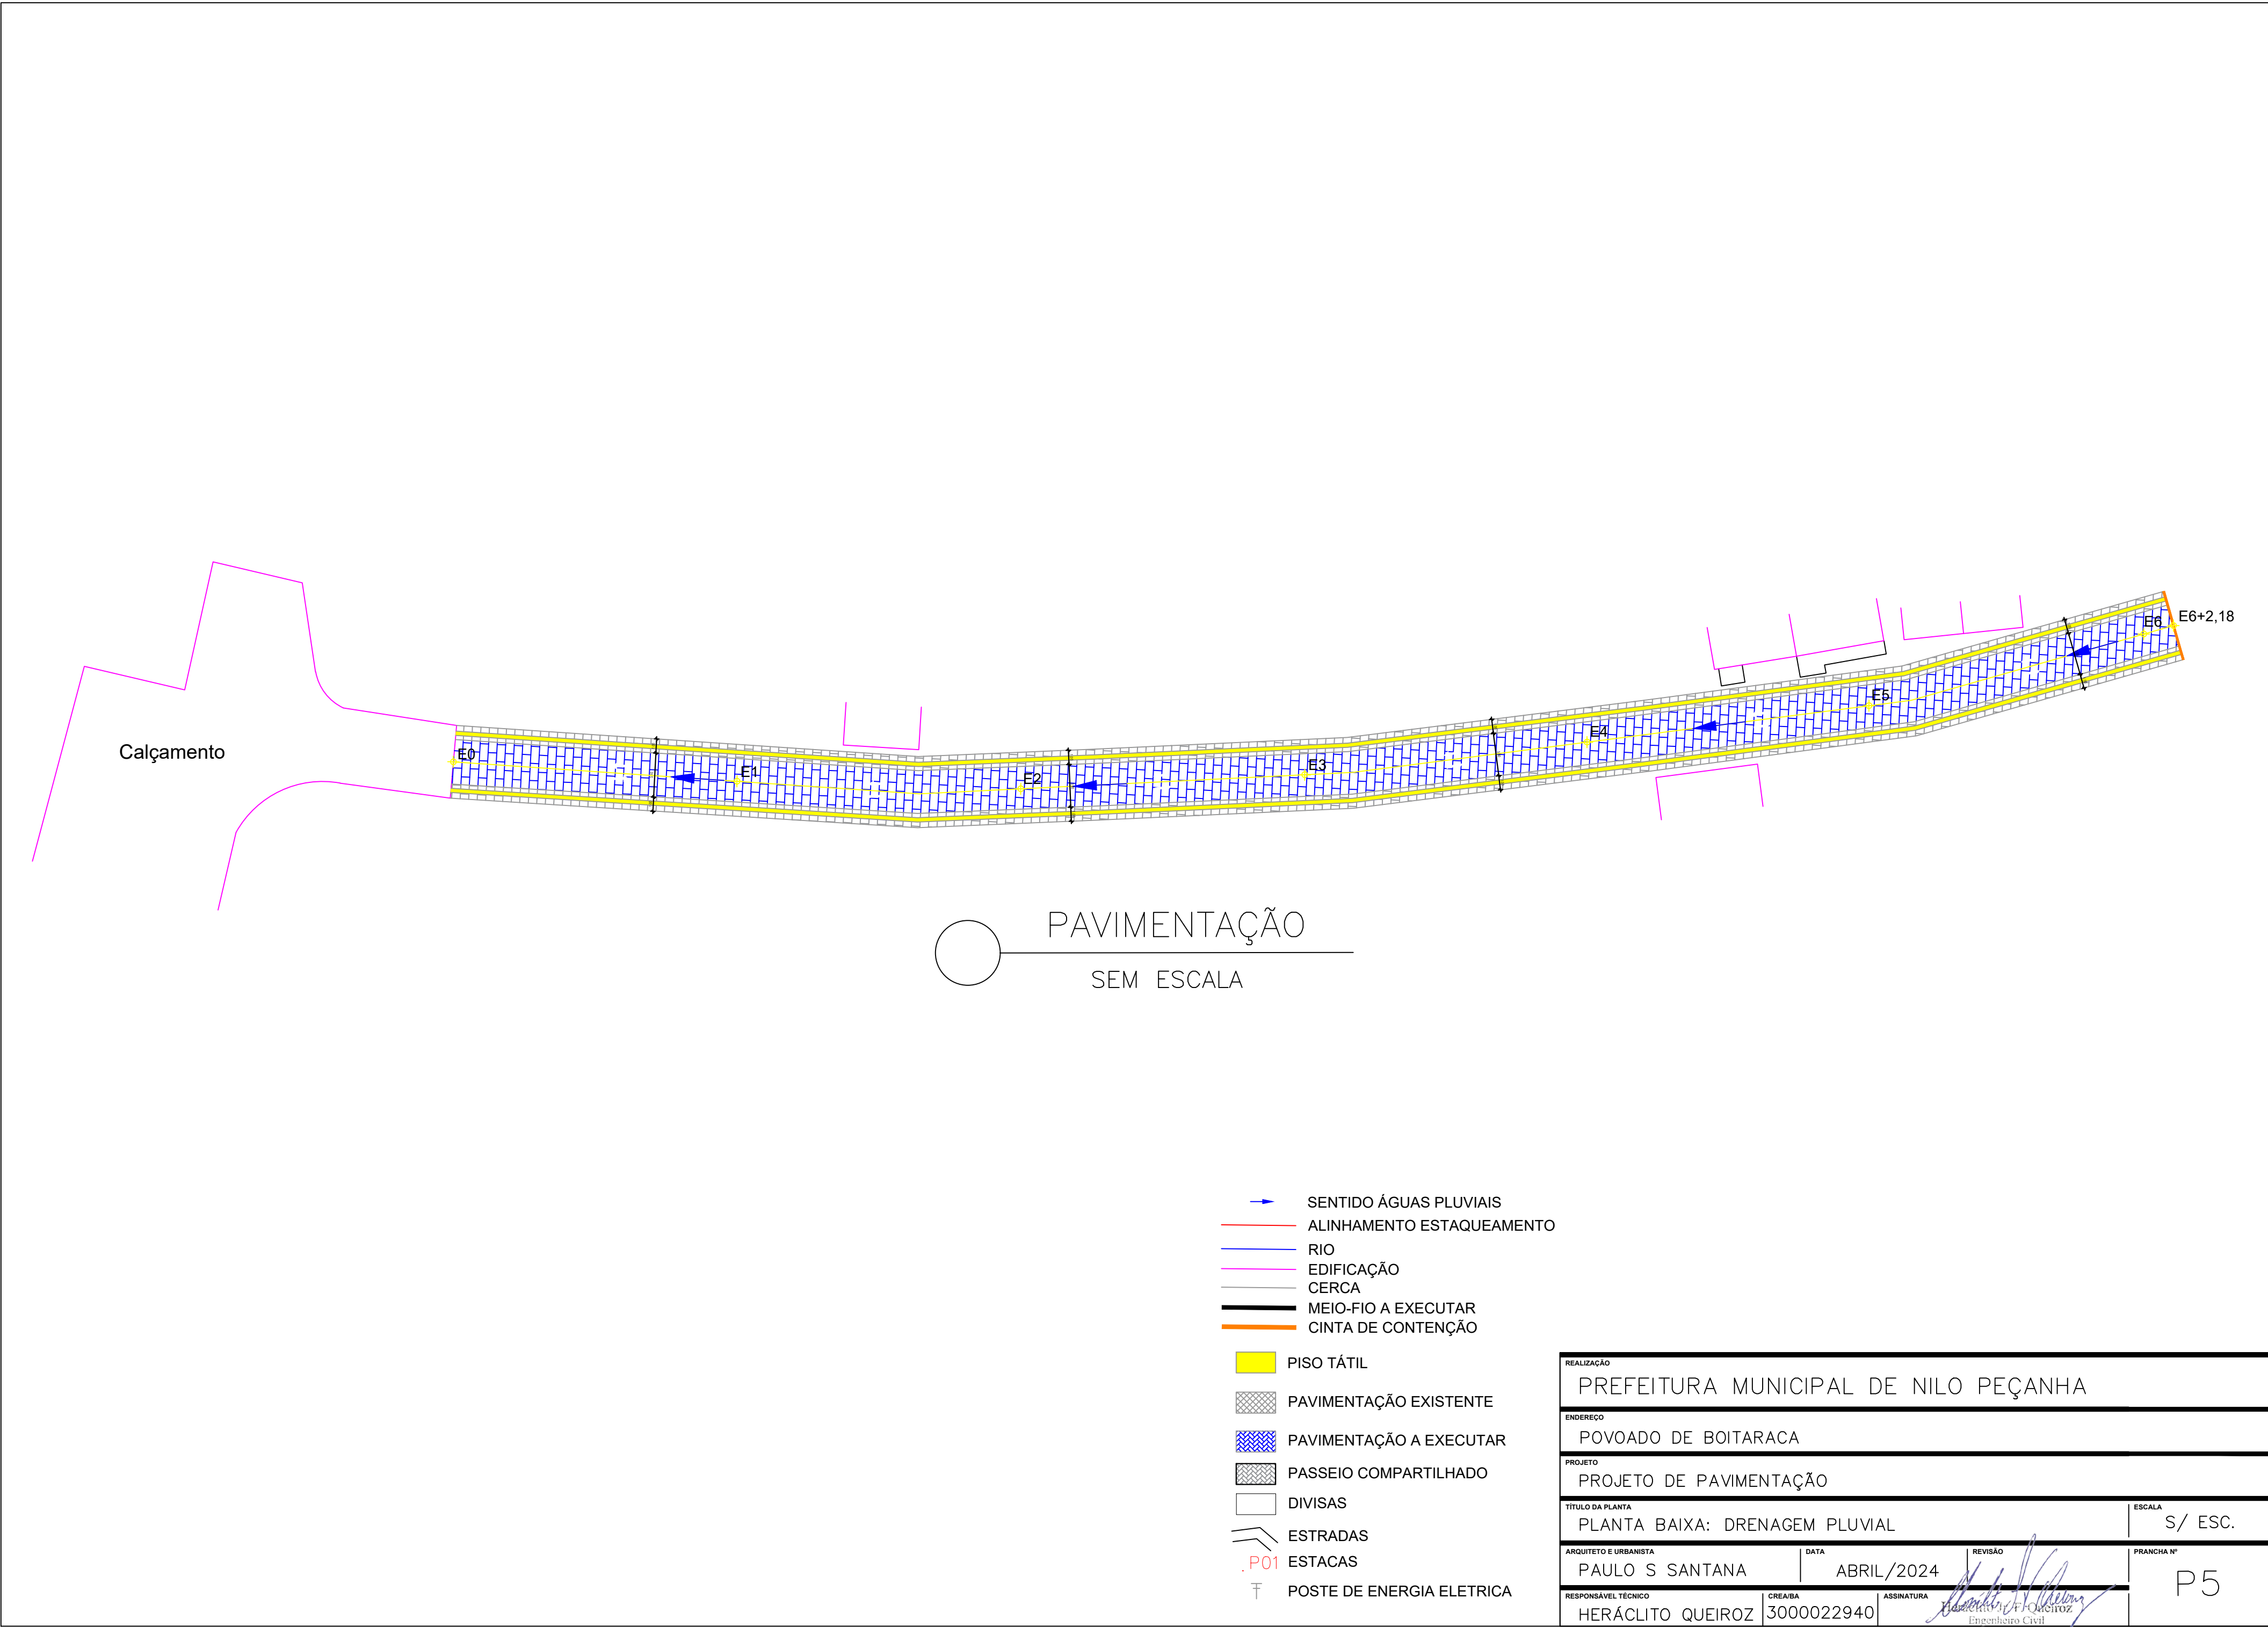 E6+2,18
E6
E5
E4
E3
E2
E1
E0
Calçamento
PAVIMENTAÇÃO
SEM ESCALA
SENTIDO ÁGUAS PLUVIAIS
ALINHAMENTO ESTAQUEAMENTO
RIO
EDIFICAÇÃO
CERCA
MEIO-FIO A EXECUTAR
CINTA DE CONTENÇÃO
PISO TÁTIL
PAVIMENTAÇÃO EXISTENTE
PAVIMENTAÇÃO A EXECUTAR
PASSEIO COMPARTILHADO
DIVISAS
ESTRADAS
.P01 ESTACAS
POSTE DE ENERGIA ELETRICA
REALIZAÇÃO
PREFEITURA MUNICIPAL DE NILO PEÇANHA
ENDEREÇO
POVOADO DE BOITARACA
PROJETO
PROJETO DE PAVIMENTAÇÃO
TÍTULO DA PLANTA
PLANTA BAIXA: DRENAGEM PLUVIAL
ESCALA
S/ ESC.
ARQUITETO E URBANISTA
PAULO S SANTANA
DATA
ABRIL/2024
REVISÃO
PRANCHA Nº
P5
RESPONSÁVEL TÉCNICO
HERÁCLITO QUEIROZ
CREA/BA
3000022940
ASSINATURA
Queiroz
Engenheiro Civil